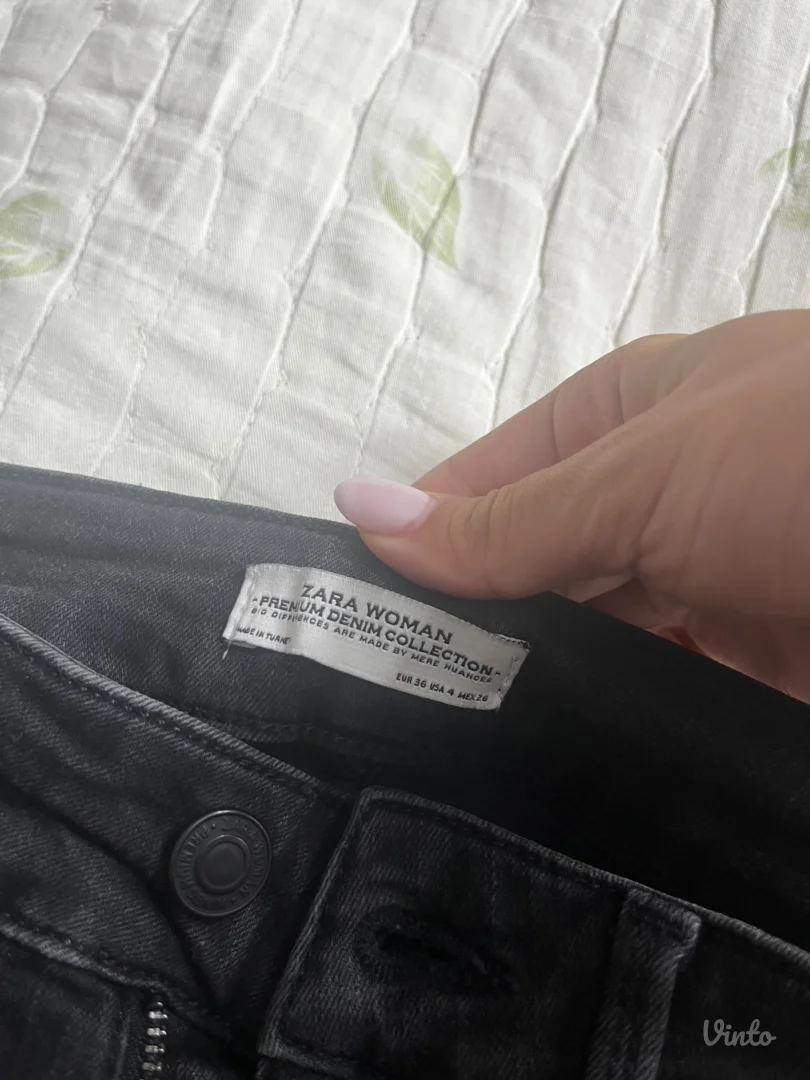 ZARA WOMAN
-PREMIUM DENIM COLLECTION-
BIG DIFFERENCES ARE MADE BY MERE NUANCES
MADE IN TURKEY
EUR 36 USA 4 MEX 26
Vinto